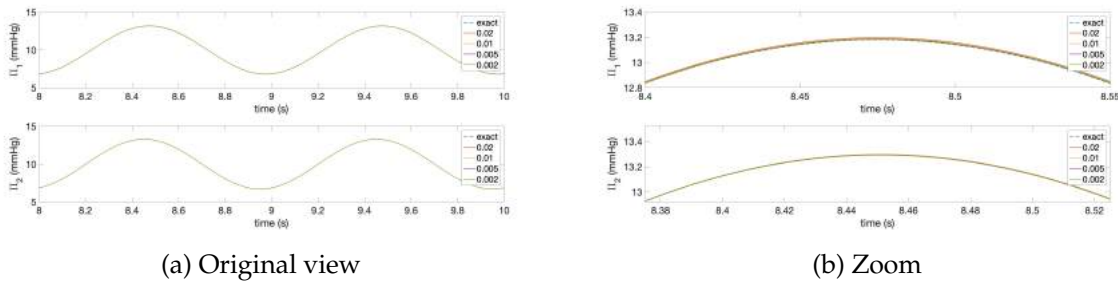 15
10
5
Π₁ (mmHg)
8 8.2 8.4 8.6 8.8 9 9.2 9.4 9.6 9.8 10
time (s)
exact
0.02
0.01
0.005
0.002
15
10
5
Π₂ (mmHg)
8 8.2 8.4 8.6 8.8 9 9.2 9.4 9.6 9.8 10
time (s)
exact
0.02
0.01
0.005
0.002
(a) Original view
13.4
13.2
13
12.8
Π₁ (mmHg)
8.4 8.45 8.5 8.55
time (s)
exact
0.02
0.01
0.005
0.002
13.4
13.2
13
Π₂ (mmHg)
8.38 8.4 8.42 8.44 8.46 8.48 8.5 8.52
time (s)
exact
0.02
0.01
0.005
0.002
(b) Zoom